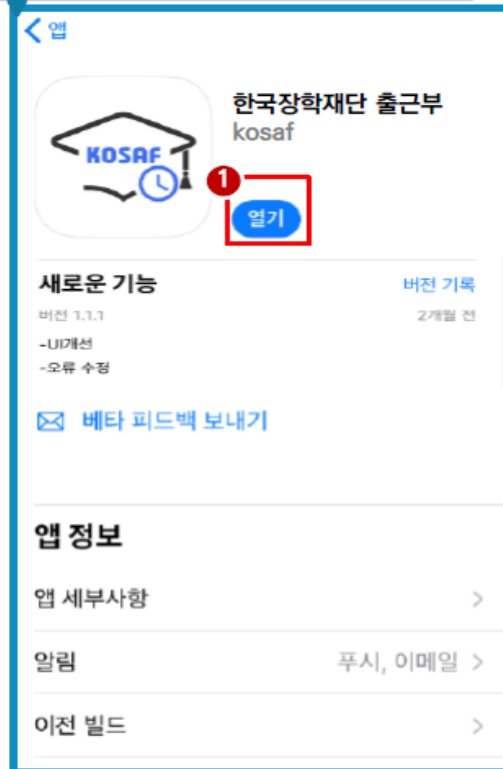 앱
한국장학재단 출근부
kosaf
KOSAF
1
열기
새로운 기능
버전 기록
버전 1.1.1
2개월 전
-UI개선
-오류 수정
베타 피드백 보내기
앱 정보
앱 세부사항
알림
푸시, 이메일
이전 빌드